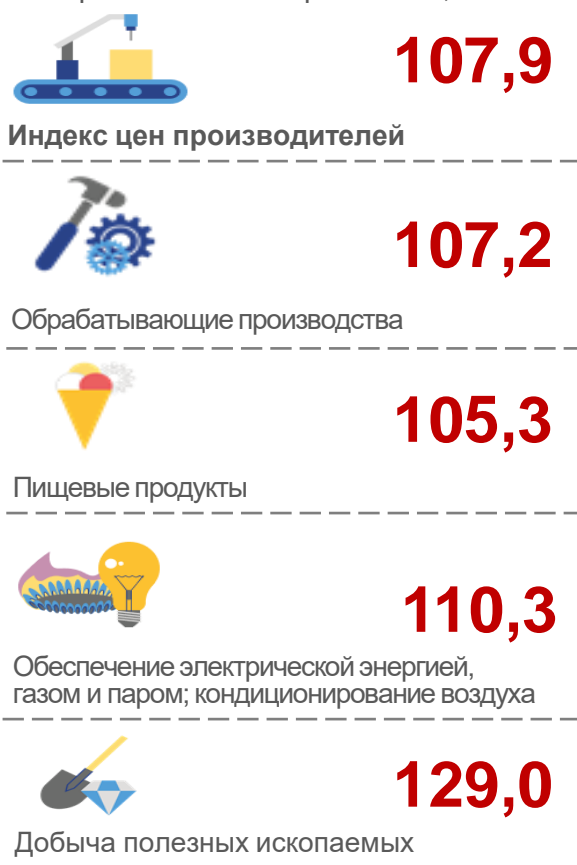 107,9
Индекс цен производителей
107,2
Обрабатывающие производства
105,3
Пищевые продукты
110,3
Обеспечение электрической энергией,
газом и паром; кондиционирование воздуха
129,0
Добыча полезных ископаемых